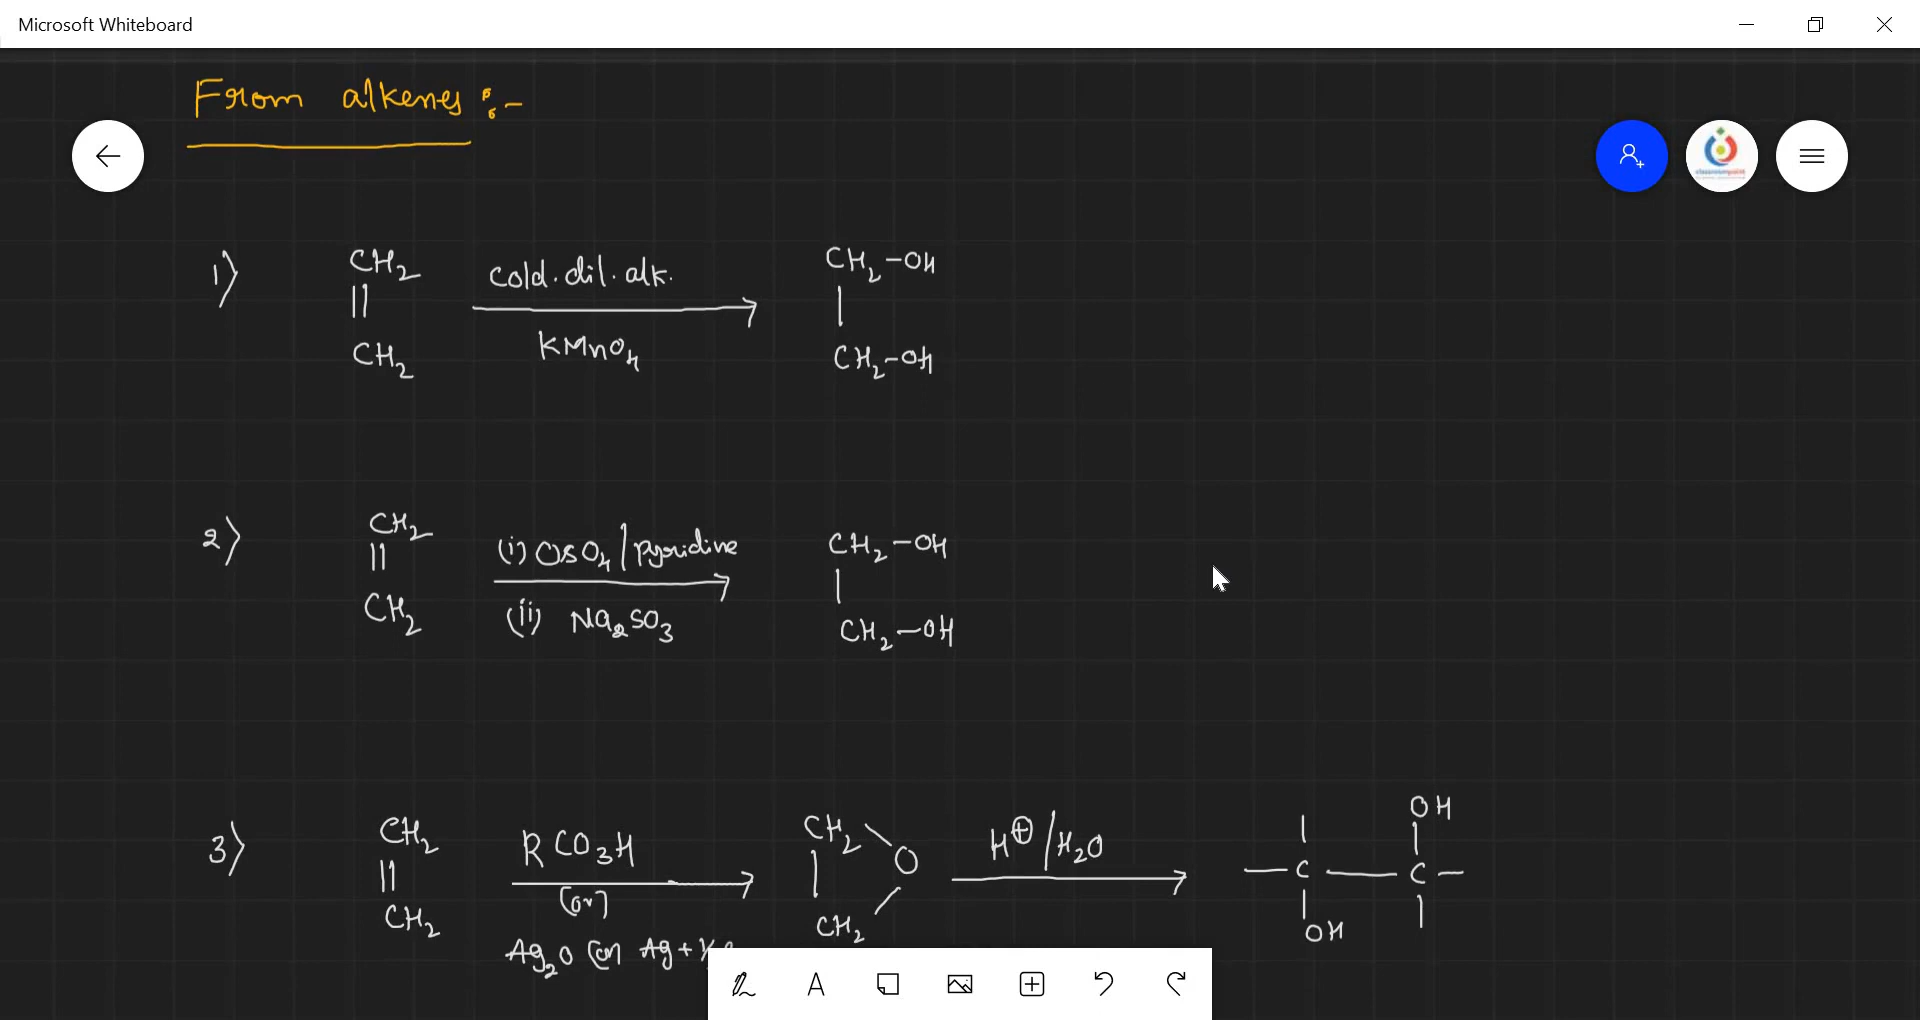 Microsoft Whiteboard
From alkenes :-
1)
CH2
||
CH2
cold. dil. alk.
KMnO4
CH2-OH
|
CH2-OH
2)
CH2
||
CH2
(i) OsO4/pyridine
(ii) Na2SO3
CH2-OH
|
CH2-OH
3)
CH2
||
CH2
RCO3H
(or)
Ag2O (or) Ag +
CH2
|
CH2
O
H⊕/H2O
OH
-C-C-
OH